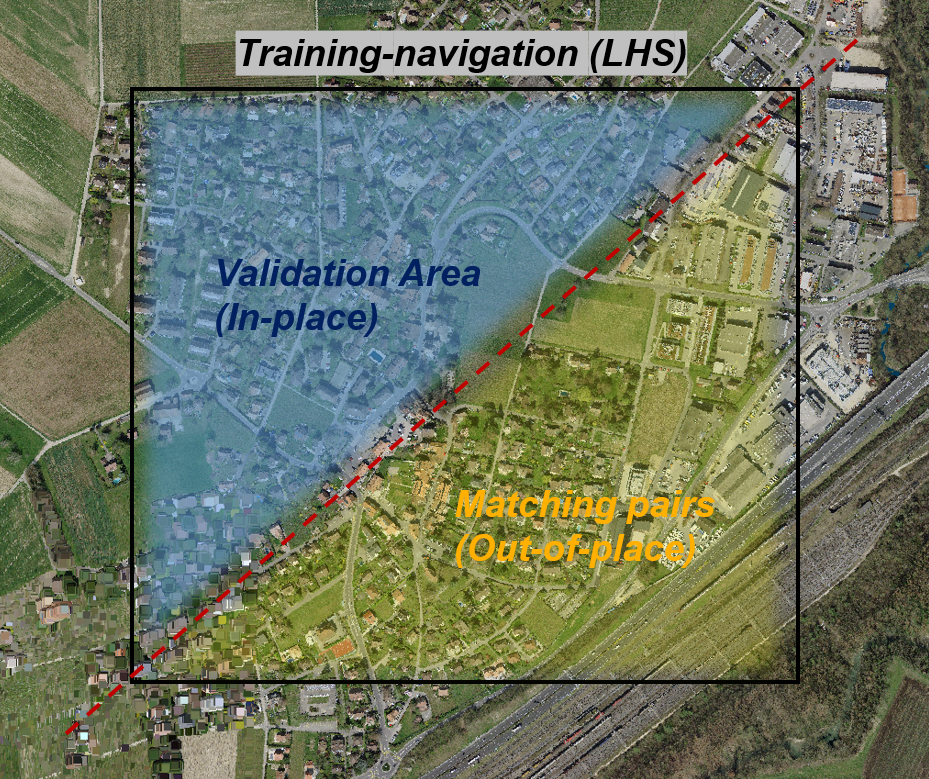 Training-navigation (LHS)
Validation Area
(In-place)
Matching pairs
(Out-of-place)